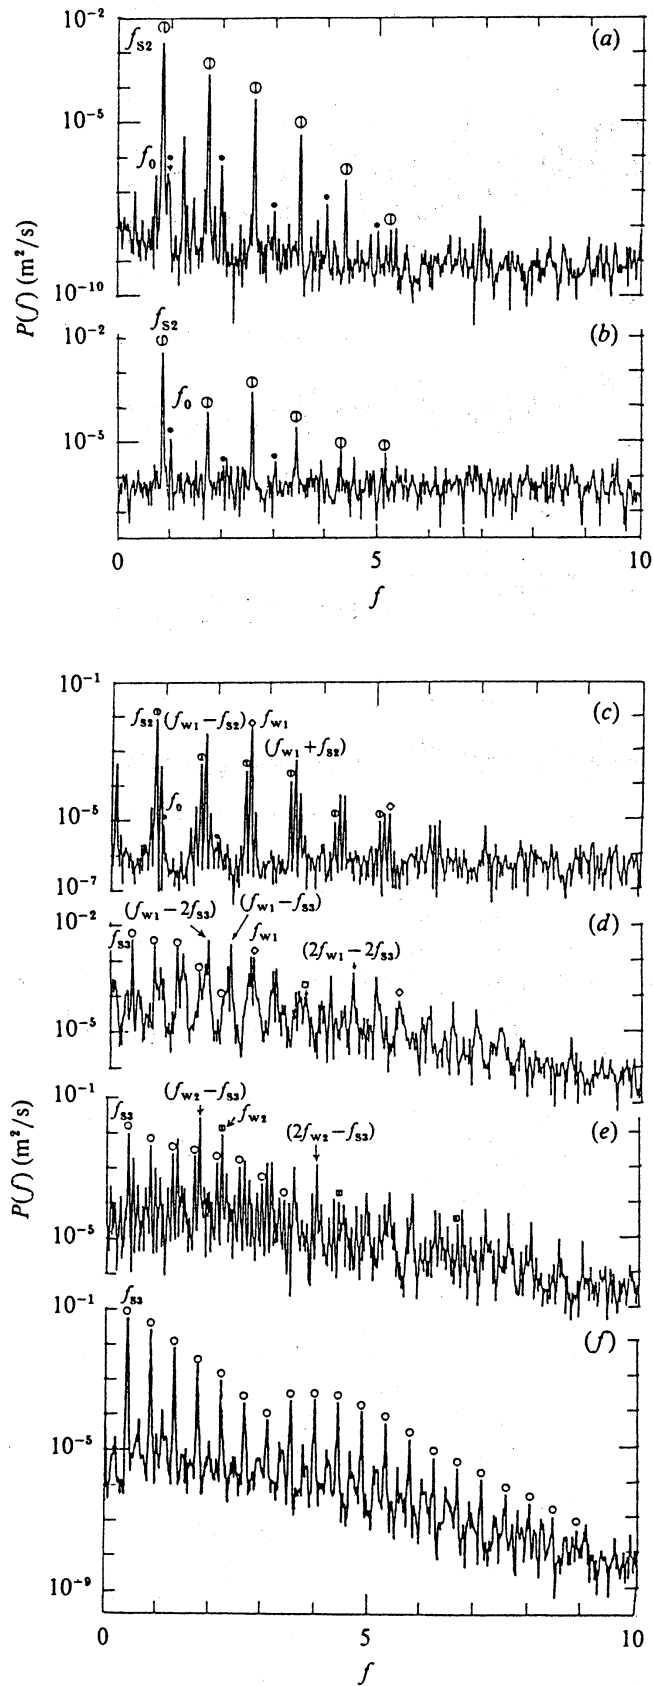 10⁻²
(a)
f_S2
10⁻⁵
f₀
10⁻¹⁰
P(f) (m²/s)
f_S2
10⁻²
(b)
f₀
10⁻⁵
0 5 10
f
10⁻¹
f_S2 (f_W1 − f_S2) f_W1
(c)
(f_W1 + f_S2)
f₀
10⁻⁵
10⁻⁷
(f_W1 − 2f_S3) (f_W1 − f_S3)
10⁻²
(d)
f_S3 f_W1 (2f_W1 − 2f_S3)
10⁻⁵
10⁻¹
(f_W2 − f_S3)
f_S3 f_W2 (2f_W2 − f_S3) (e)
P(f) (m²/s)
10⁻⁵
10⁻¹
f_S3
(f)
10⁻⁵
10⁻⁹
0 5 10
f